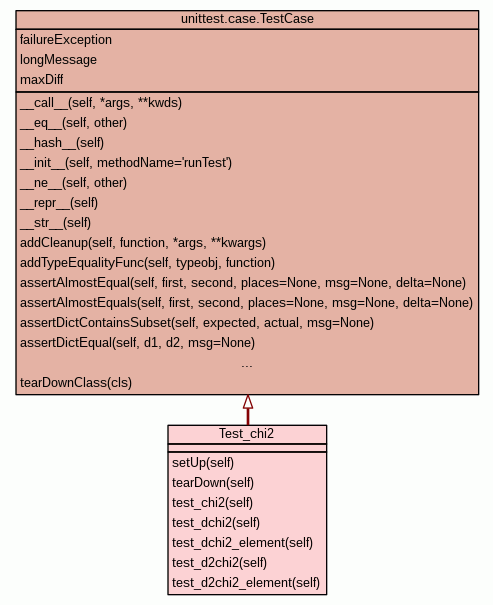 unittest.case.TestCase
failureException
longMessage
maxDiff
__call__(self, *args, **kwds)
__eq__(self, other)
__hash__(self)
__init__(self, methodName='runTest')
__ne__(self, other)
__repr__(self)
__str__(self)
addCleanup(self, function, *args, **kwargs)
addTypeEqualityFunc(self, typeobj, function)
assertAlmostEqual(self, first, second, places=None, msg=None, delta=None)
assertAlmostEquals(self, first, second, places=None, msg=None, delta=None)
assertDictContainsSubset(self, expected, actual, msg=None)
assertDictEqual(self, d1, d2, msg=None)
...
tearDownClass(cls)
Test_chi2
setUp(self)
tearDown(self)
test_chi2(self)
test_dchi2(self)
test_dchi2_element(self)
test_d2chi2(self)
test_d2chi2_element(self)